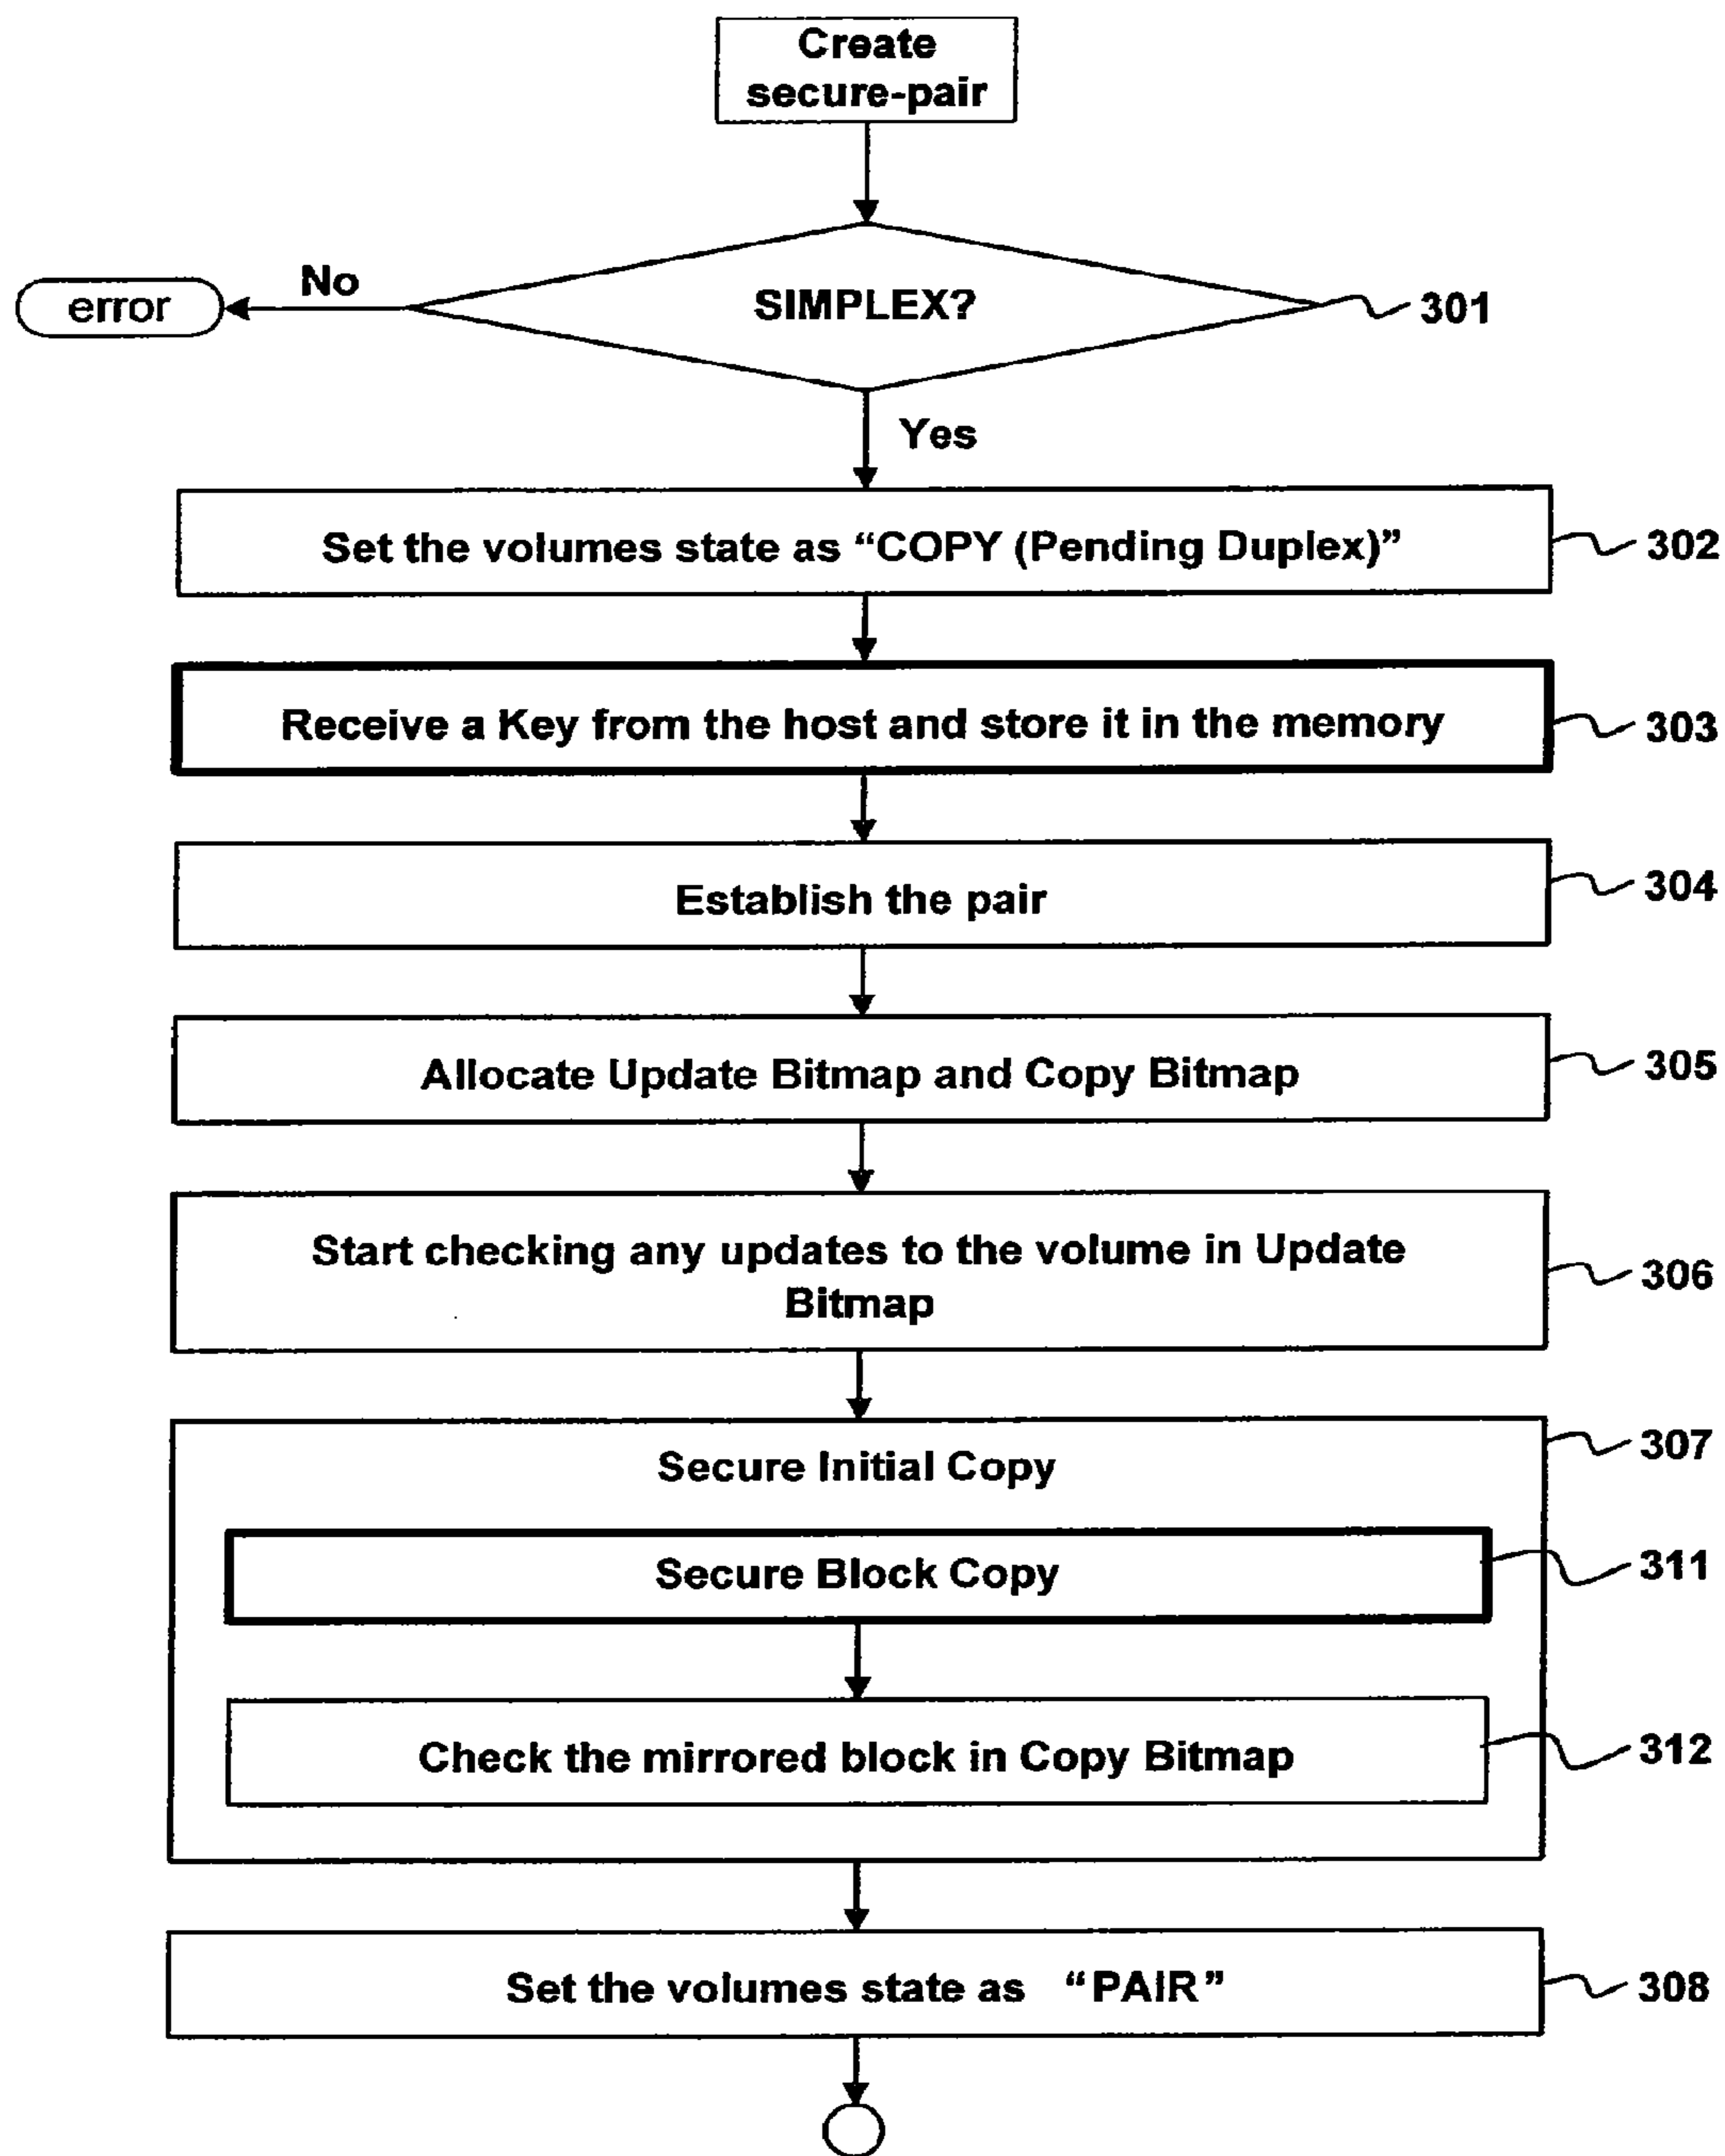 Create
secure-pair
No
error
SIMPLEX?
301
Yes
Set the volumes state as “COPY (Pending Duplex)”
302
Receive a Key from the host and store it in the memory
303
Establish the pair
304
Allocate Update Bitmap and Copy Bitmap
305
Start checking any updates to the volume in Update
Bitmap
306
Secure Initial Copy
307
Secure Block Copy
311
Check the mirrored block in Copy Bitmap
312
Set the volumes state as “PAIR”
308